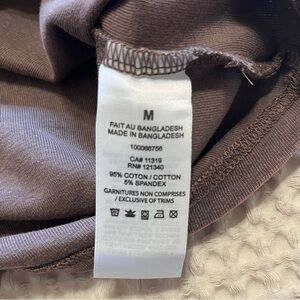 M
FAIT AU BANGLADESH
MADE IN BANGLADESH
100066756
CA# 11319
RN# 121340
95% COTON / COTTON
5% SPANDEX
GARNITURES NON COMPRISES
/ EXCLUSIVE OF TRIMS